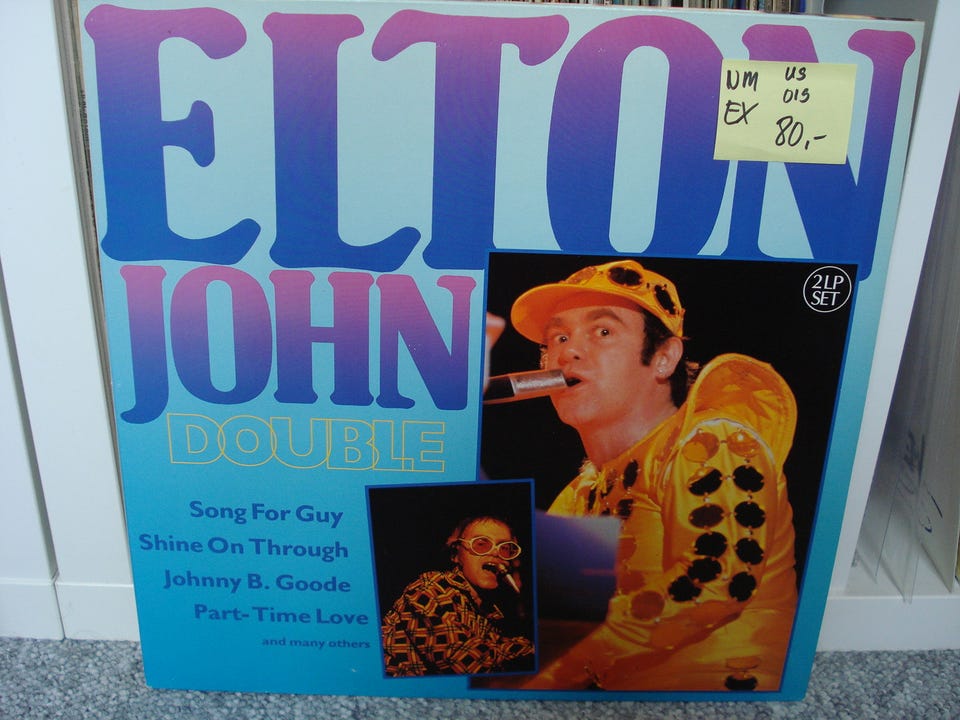 ELTON
NM US
EX DIS
80,-
JOHN
2 LP
SET
DOUBLE
Song For Guy
Shine On Through
Johnny B. Goode
Part-Time Love
and many others